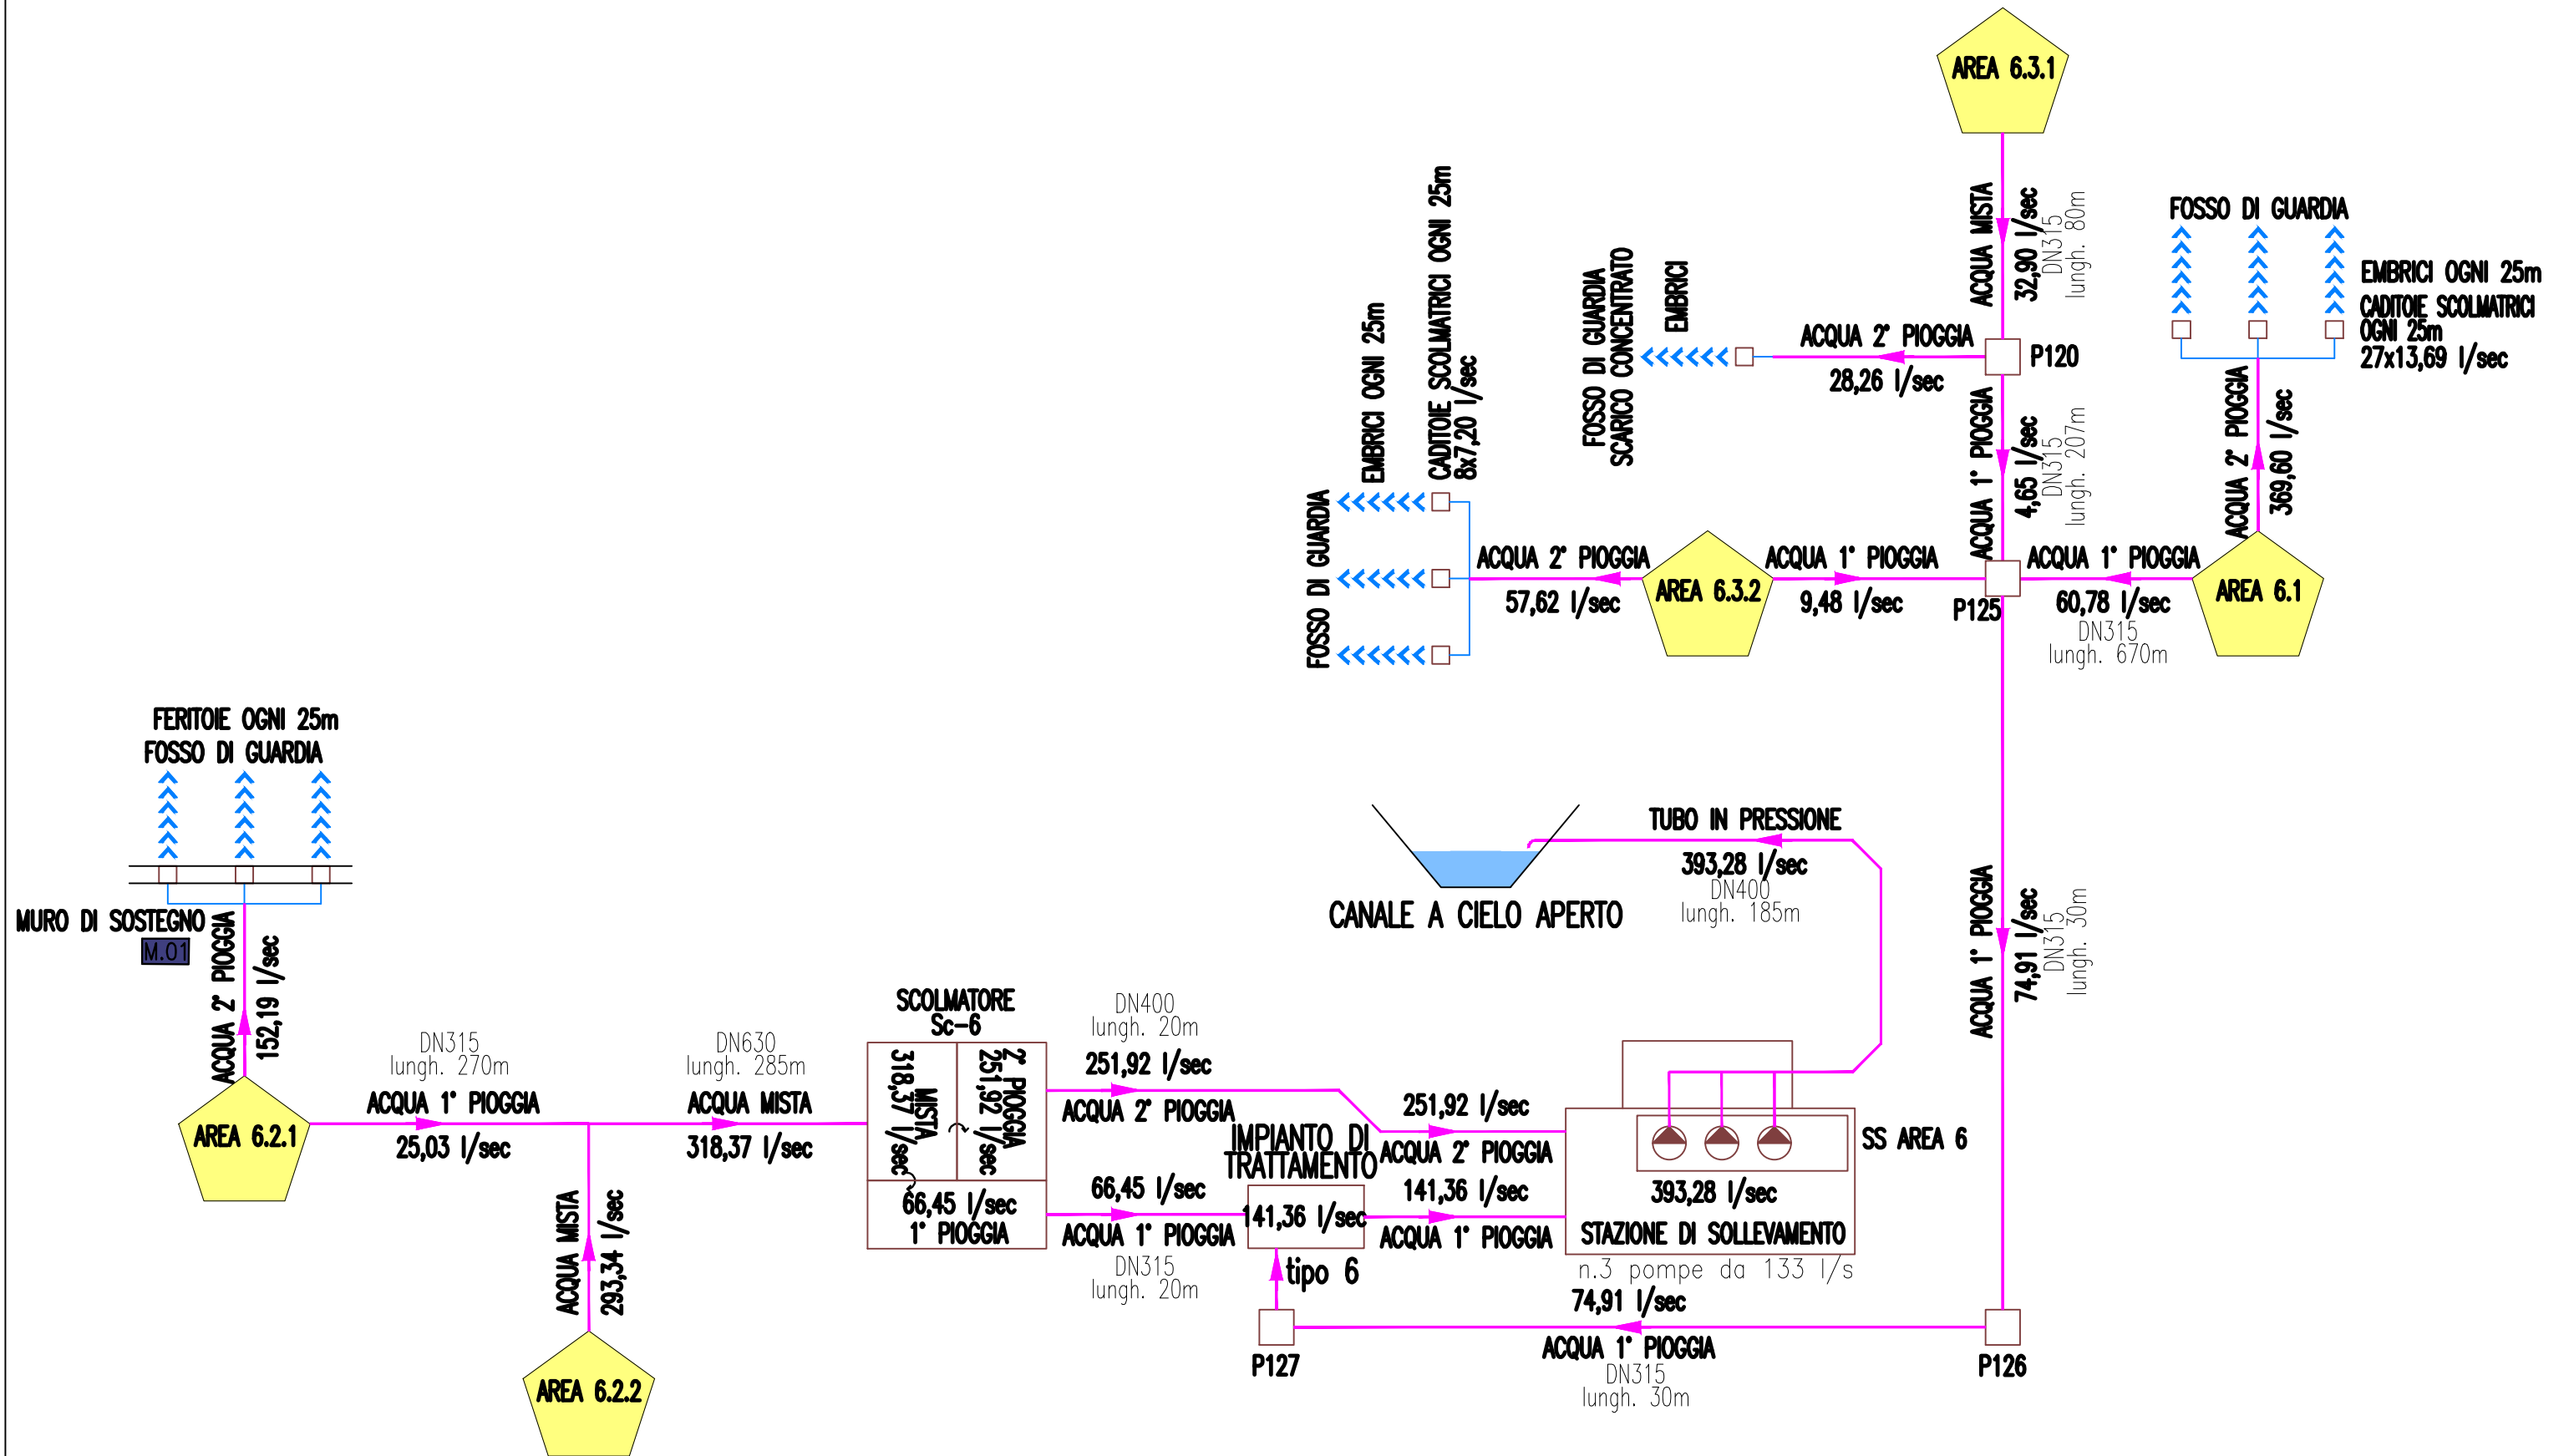 AREA 6.3.1
ACQUA MISTA
32,90 l/sec
DN315
lungh. 80m
P120
ACQUA 2° PIOGGIA
28,26 l/sec
EMBRICI
FOSSO DI GUARDIA
SCARICO CONCENTRATO
FOSSO DI GUARDIA
EMBRICI OGNI 25m
CADITOIE SCOLMATRICI
OGNI 25m
27x13,69 l/sec
ACQUA 2° PIOGGIA
369,60 l/sec
ACQUA 1° PIOGGIA
4,65 l/sec
DN315
lungh. 207m
EMBRICI OGNI 25m
CADITOIE SCOLMATRICI OGNI 25m
8x7,20 l/sec
FOSSO DI GUARDIA
ACQUA 2° PIOGGIA
57,62 l/sec
AREA 6.3.2
ACQUA 1° PIOGGIA
9,48 l/sec
P125
ACQUA 1° PIOGGIA
60,78 l/sec
DN315
lungh. 670m
AREA 6.1
FERITOIE OGNI 25m
FOSSO DI GUARDIA
MURO DI SOSTEGNO
M.01
ACQUA 2° PIOGGIA
152,19 l/sec
AREA 6.2.1
DN315
lungh. 270m
ACQUA 1° PIOGGIA
25,03 l/sec
DN630
lungh. 285m
ACQUA MISTA
318,37 l/sec
ACQUA MISTA
293,34 l/sec
AREA 6.2.2
SCOLMATORE
Sc-6
318,37 l/sec
MISTA
2° PIOGGIA
251,92 l/sec
66,45 l/sec
1° PIOGGIA
DN400
lungh. 20m
251,92 l/sec
ACQUA 2° PIOGGIA
66,45 l/sec
ACQUA 1° PIOGGIA
DN315
lungh. 20m
IMPIANTO DI
TRATTAMENTO
141,36 l/sec
tipo 6
251,92 l/sec
ACQUA 2° PIOGGIA
141,36 l/sec
ACQUA 1° PIOGGIA
TUBO IN PRESSIONE
393,28 l/sec
DN400
lungh. 185m
CANALE A CIELO APERTO
SS AREA 6
393,28 l/sec
STAZIONE DI SOLLEVAMENTO
n.3 pompe da 133 l/s
ACQUA 1° PIOGGIA
74,91 l/sec
DN315
lungh. 30m
74,91 l/sec
ACQUA 1° PIOGGIA
DN315
lungh. 30m
P127
P126